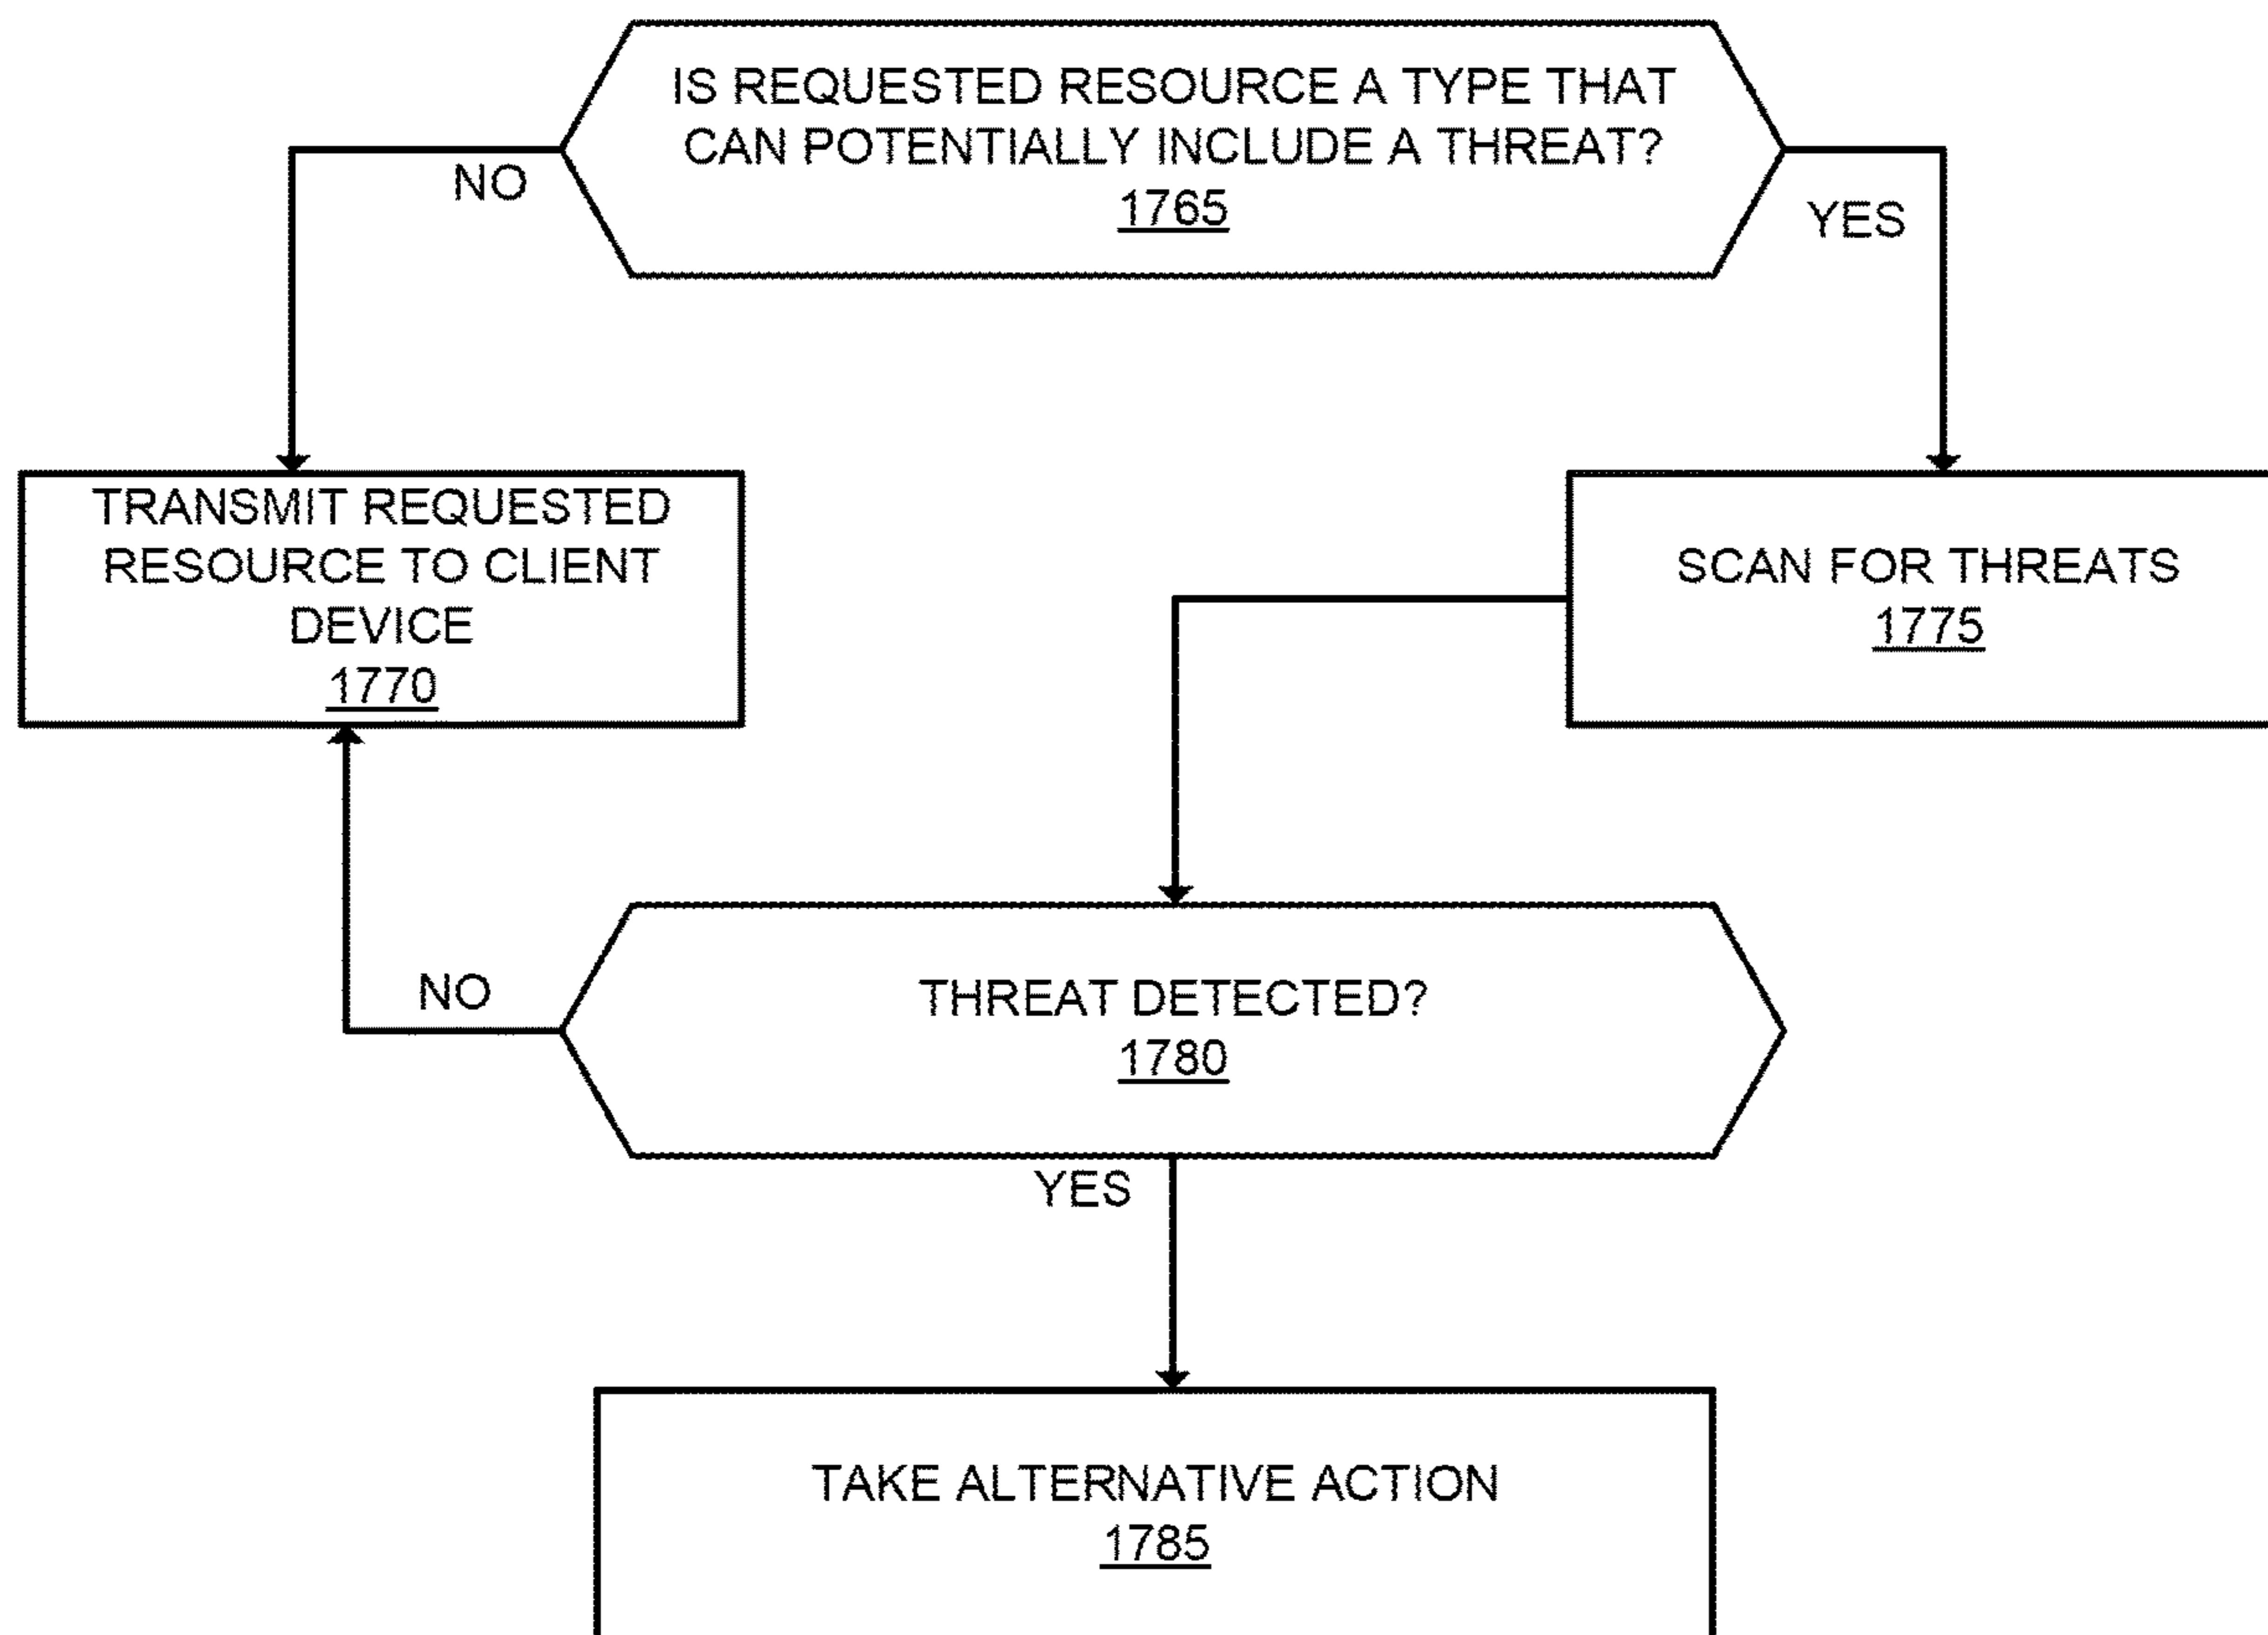 IS REQUESTED RESOURCE A TYPE THAT
CAN POTENTIALLY INCLUDE A THREAT?
1765
NO
YES
TRANSMIT REQUESTED
RESOURCE TO CLIENT
DEVICE
1770
SCAN FOR THREATS
1775
NO
THREAT DETECTED?
1780
YES
TAKE ALTERNATIVE ACTION
1785